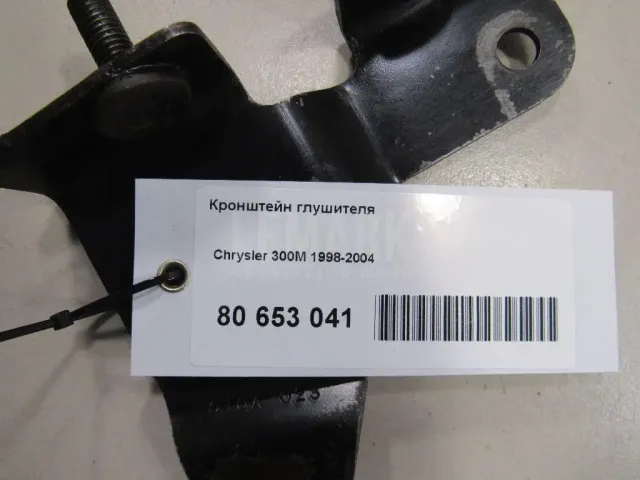 Кронштейн глушителя
Chrysler 300M 1998-2004
80 653 041